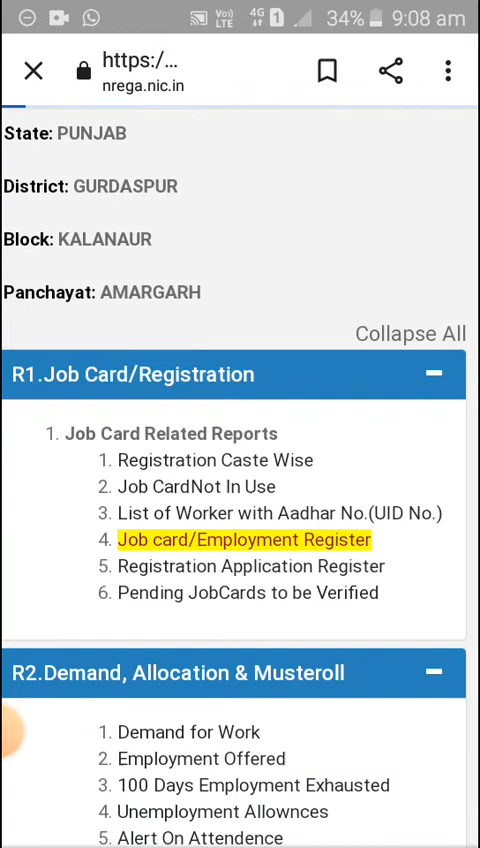 Vo)) LTE 4G 1 34% 9:08 am
https:/...
nrega.nic.in
State: PUNJAB
District: GURDASPUR
Block: KALANAUR
Panchayat: AMARGARH
Collapse All
R1.Job Card/Registration
1. Job Card Related Reports
1. Registration Caste Wise
2. Job CardNot In Use
3. List of Worker with Aadhar No.(UID No.)
4. Job card/Employment Register
5. Registration Application Register
6. Pending JobCards to be Verified
R2.Demand, Allocation & Musteroll
1. Demand for Work
2. Employment Offered
3. 100 Days Employment Exhausted
4. Unemployment Allownces
5. Alert On Attendence